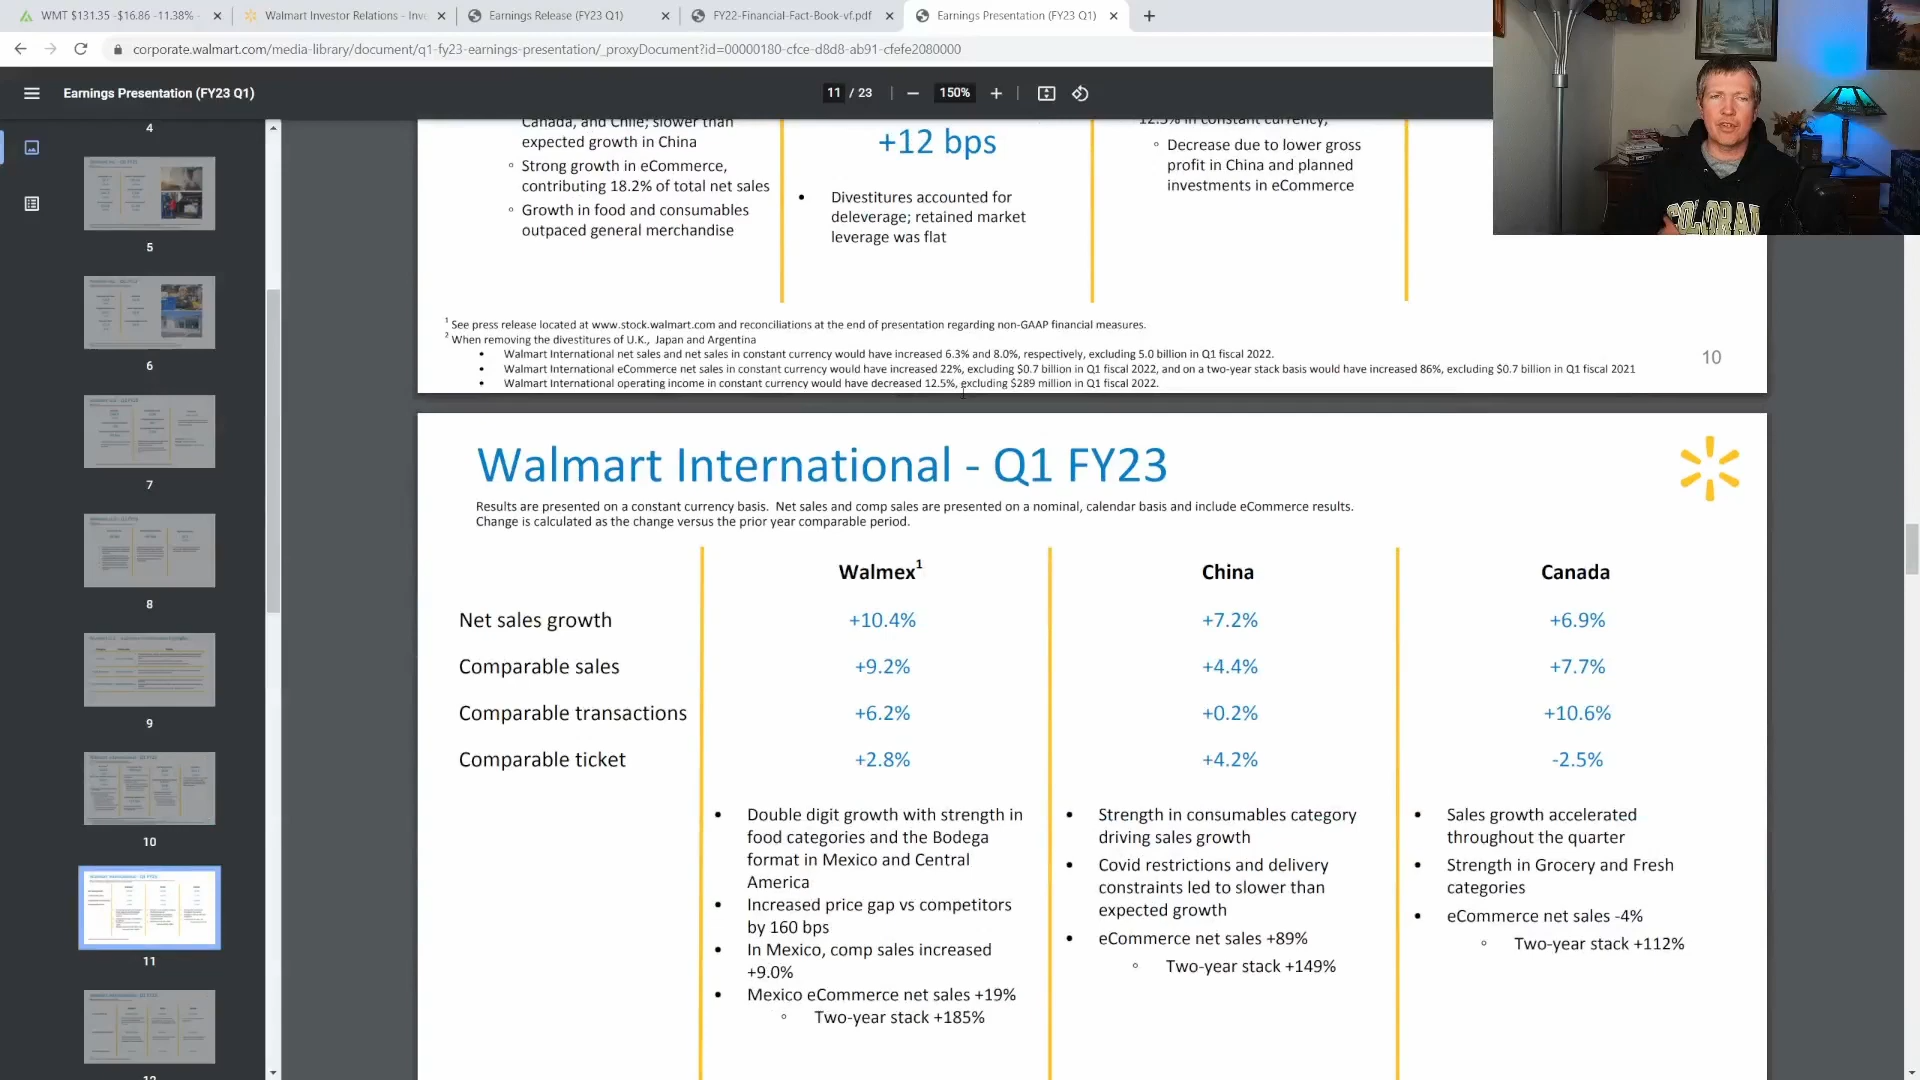 WMT $131.35 -$16.86 -11.38%
Walmart Investor Relations - Inve
Earnings Release (FY23 Q1)
FY22-Financial-Fact-Book-vf.pdf
Earnings Presentation (FY23 Q1)
corporate.walmart.com/media-library/document/q1-fy23-earnings-presentation/_proxyDocument?id=00000180-cfce-d8d8-ab91-cfefe2080000
Earnings Presentation (FY23 Q1)
11 / 23
150%
4
5
6
7
8
9
10
11
Canada, and Chile; slower than
expected growth in China
◦ Strong growth in eCommerce,
contributing 18.2% of total net sales
◦ Growth in food and consumables
outpaced general merchandise
+12 bps
• Divestitures accounted for
deleverage; retained market
leverage was flat
12.5% in constant currency,
◦ Decrease due to lower gross
profit in China and planned
investments in eCommerce
1 See press release located at www.stock.walmart.com and reconciliations at the end of presentation regarding non-GAAP financial measures.
2 When removing the divestitures of U.K., Japan and Argentina
• Walmart International net sales and net sales in constant currency would have increased 6.3% and 8.0%, respectively, excluding 5.0 billion in Q1 fiscal 2022.
• Walmart International eCommerce net sales in constant currency would have increased 22%, excluding $0.7 billion in Q1 fiscal 2022, and on a two-year stack basis would have increased 86%, excluding $0.7 billion in Q1 fiscal 2021
• Walmart International operating income in constant currency would have decreased 12.5%, excluding $289 million in Q1 fiscal 2022.
10
Walmart International - Q1 FY23
Results are presented on a constant currency basis. Net sales and comp sales are presented on a nominal, calendar basis and include eCommerce results.
Change is calculated as the change versus the prior year comparable period.
Walmex1 China Canada
Net sales growth +10.4% +7.2% +6.9%
Comparable sales +9.2% +4.4% +7.7%
Comparable transactions +6.2% +0.2% +10.6%
Comparable ticket +2.8% +4.2% -2.5%
• Double digit growth with strength in
food categories and the Bodega
format in Mexico and Central
America
• Increased price gap vs competitors
by 160 bps
• In Mexico, comp sales increased
+9.0%
• Mexico eCommerce net sales +19%
◦ Two-year stack +185%
• Strength in consumables category
driving sales growth
• Covid restrictions and delivery
constraints led to slower than
expected growth
• eCommerce net sales +89%
◦ Two-year stack +149%
• Sales growth accelerated
throughout the quarter
• Strength in Grocery and Fresh
categories
• eCommerce net sales -4%
◦ Two-year stack +112%